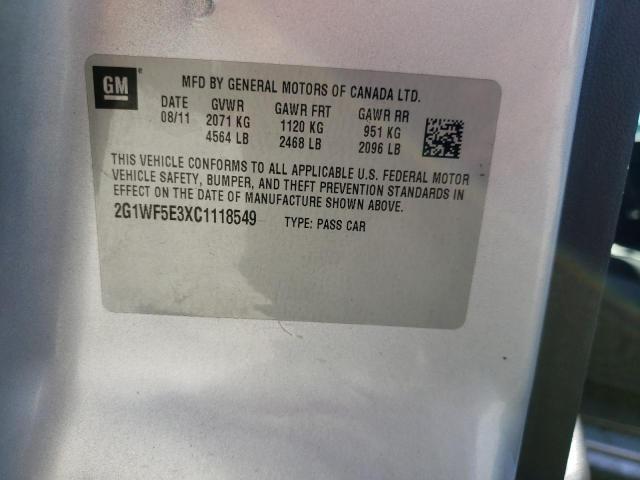 GM ®
MFD BY GENERAL MOTORS OF CANADA LTD.
DATE GVWR GAWR FRT GAWR RR
08/11 2071 KG 1120 KG 951 KG
4564 LB 2468 LB 2096 LB
THIS VEHICLE CONFORMS TO ALL APPLICABLE U.S. FEDERAL MOTOR
VEHICLE SAFETY, BUMPER, AND THEFT PREVENTION STANDARDS IN
EFFECT ON THE DATE OF MANUFACTURE SHOWN ABOVE.
2G1WF5E3XC1118549 TYPE: PASS CAR